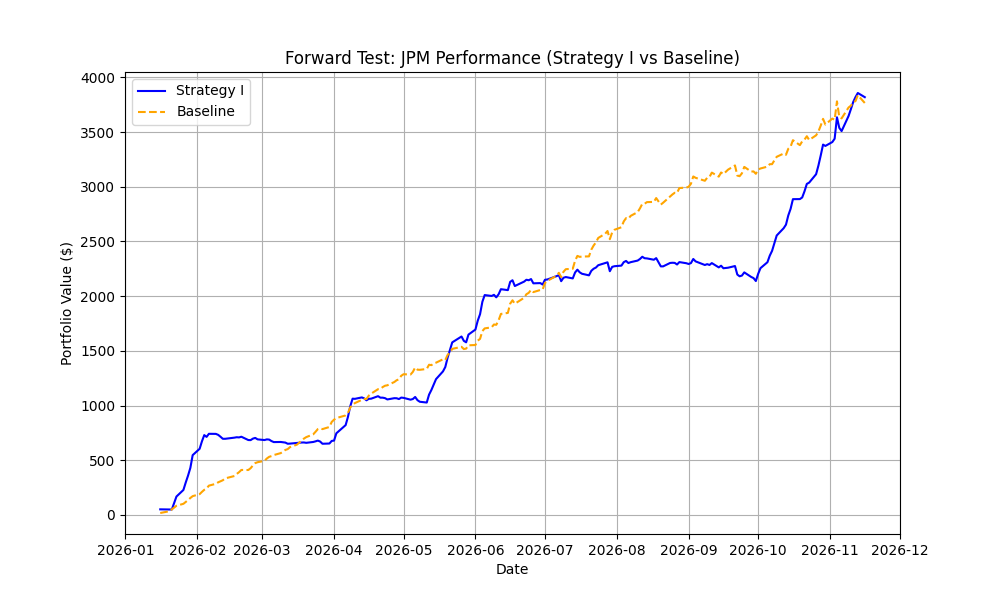 Forward Test: JPM Performance (Strategy I vs Baseline)
Strategy I
Baseline
Portfolio Value ($)
4000
3500
3000
2500
2000
1500
1000
500
0
2026-01 2026-02 2026-03 2026-04 2026-05 2026-06 2026-07 2026-08 2026-09 2026-10 2026-11 2026-12
Date